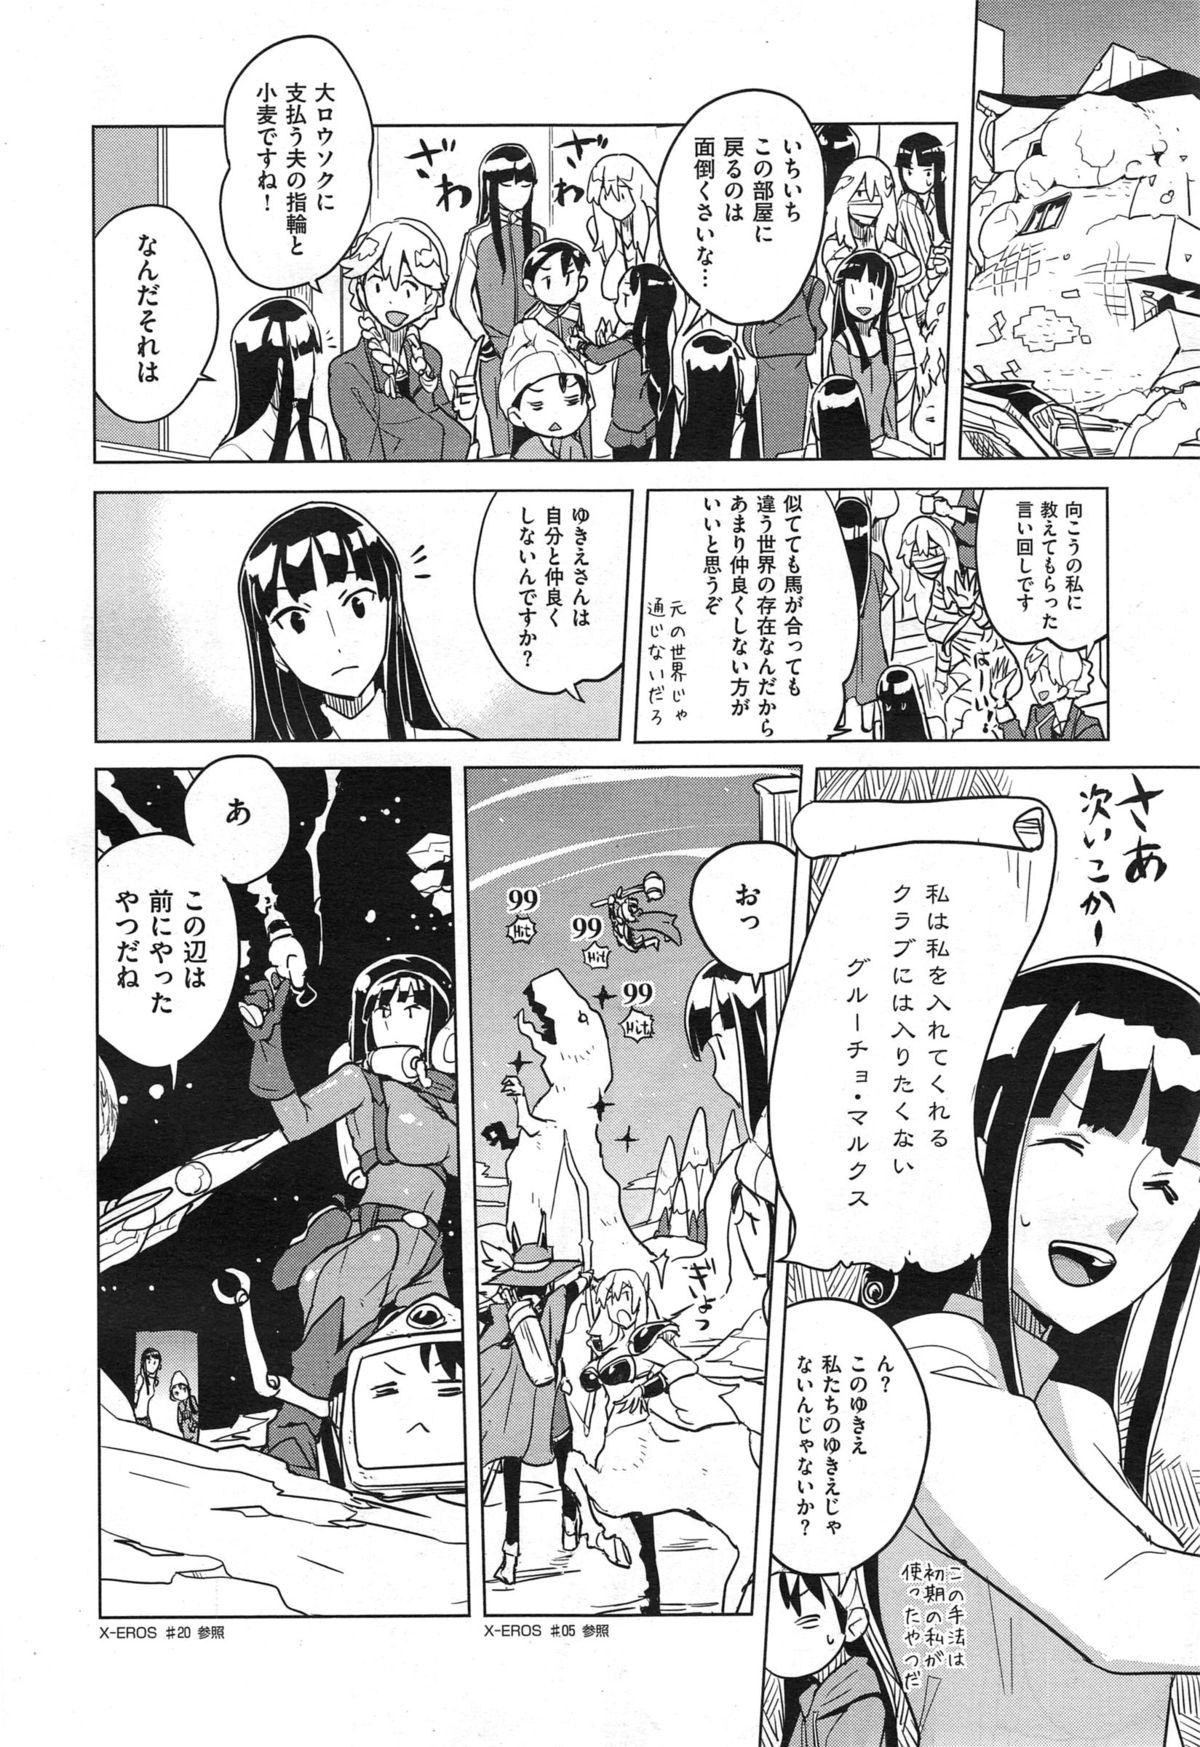 いちいち
この部屋に
戻るのは
面倒くさいな…
ざわ
ざわ
大ロウソクに
支払う夫の指輪と
小麦ですね！
なんだそれは
向こうの私に
教えてもらった
言い回しです
は
！
似てても馬が合っても
違う世界の存在なんだから
あまり仲良くしない方が
いいと思うぞ
元の世界じゃ
通じないだろ
ゆきえさんは
自分と仲良く
しないんですか？
さあ
次いこかー
私は私を入れてくれる
クラブには入りたくない
グルーチョ・マルクス
ん？
このゆきえ
私たちのゆきえじゃ
ないんじゃないか？
この手法は
初期の私が
使ったやつだ
おっ
99
Hit
99
Hit
99
Hit
ぎょっ
X-EROS ♯05 参照
あ
この辺は
前にやった
やつだね
X-EROS ♯20 参照